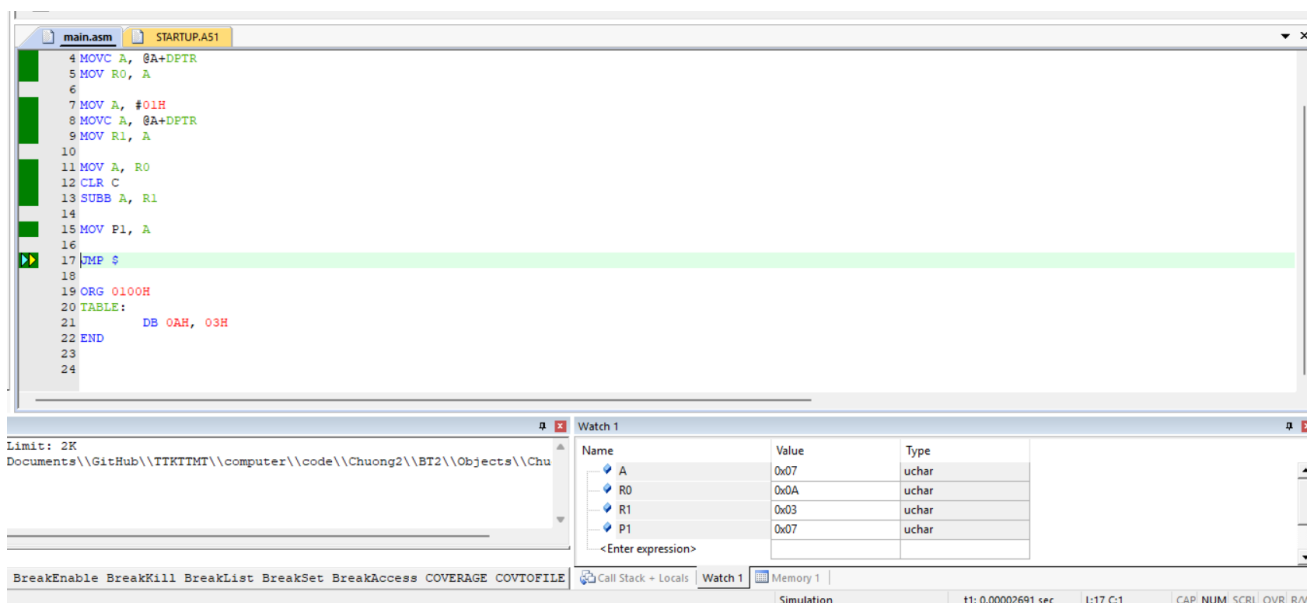 main.asm STARTUP.A51
4 MOVC A, @A+DPTR
5 MOV R0, A
6
7 MOV A, #01H
8 MOVC A, @A+DPTR
9 MOV R1, A
10
11 MOV A, R0
12 CLR C
13 SUBB A, R1
14
15 MOV P1, A
16
17 JMP $
18
19 ORG 0100H
20 TABLE:
21 DB 0AH, 03H
22 END
23
24
Limit: 2K
Documents\\GitHub\\TTKTTMT\\computer\\code\\Chuong2\\BT2\\Objects\\Chu
BreakEnable BreakKill BreakList BreakSet BreakAccess COVERAGE COVTOFILE
Watch 1
Name Value Type
A 0x07 uchar
R0 0x0A uchar
R1 0x03 uchar
P1 0x07 uchar
<Enter expression>
Call Stack + Locals Watch 1 Memory 1
Simulation t1: 0.00002691 sec L:17 C:1 CAP NUM SCRL OVR R/W